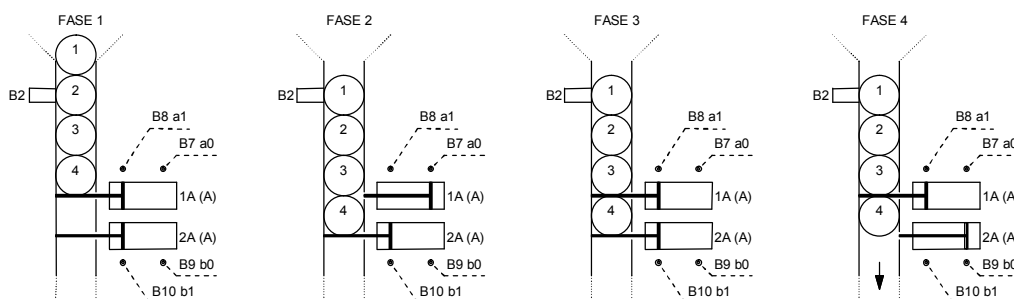 FASE 1
1
B2
2
B8 a1
3
B7 a0
4
1A (A)
2A (A)
B9 b0
B10 b1
FASE 2
B2
1
2
B8 a1
B7 a0
3
1A (A)
4
2A (A)
B9 b0
B10 b1
FASE 3
B2
1
2
B8 a1
B7 a0
3
1A (A)
4
2A (A)
B9 b0
B10 b1
FASE 4
B2
1
2
B8 a1
B7 a0
3
1A (A)
4
2A (A)
B9 b0
B10 b1